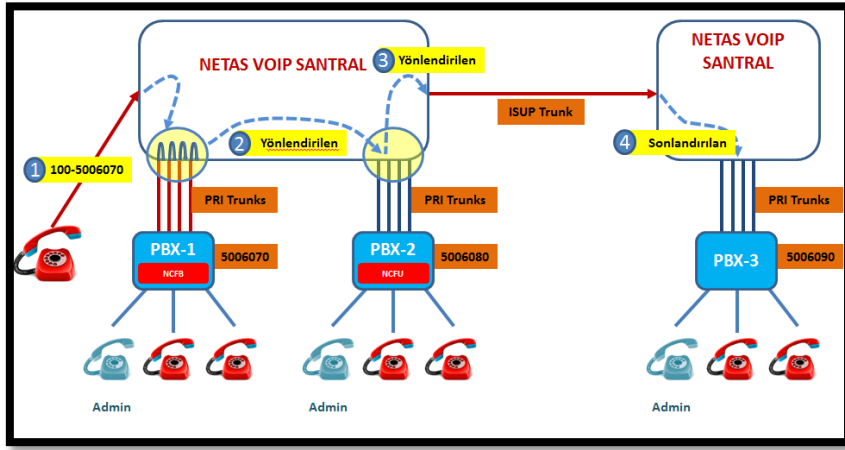 NETAS VOIP SANTRAL
3 Yönlendirilen
NETAS VOIP
SANTRAL
ISUP Trunk
2 Yönlendirilen
4 Sonlandırılan
1 100-5006070
PRI Trunks
PRI Trunks
PRI Trunks
PBX-1
NCFB
5006070
PBX-2
NCFU
5006080
PBX-3
5006090
Admin
Admin
Admin